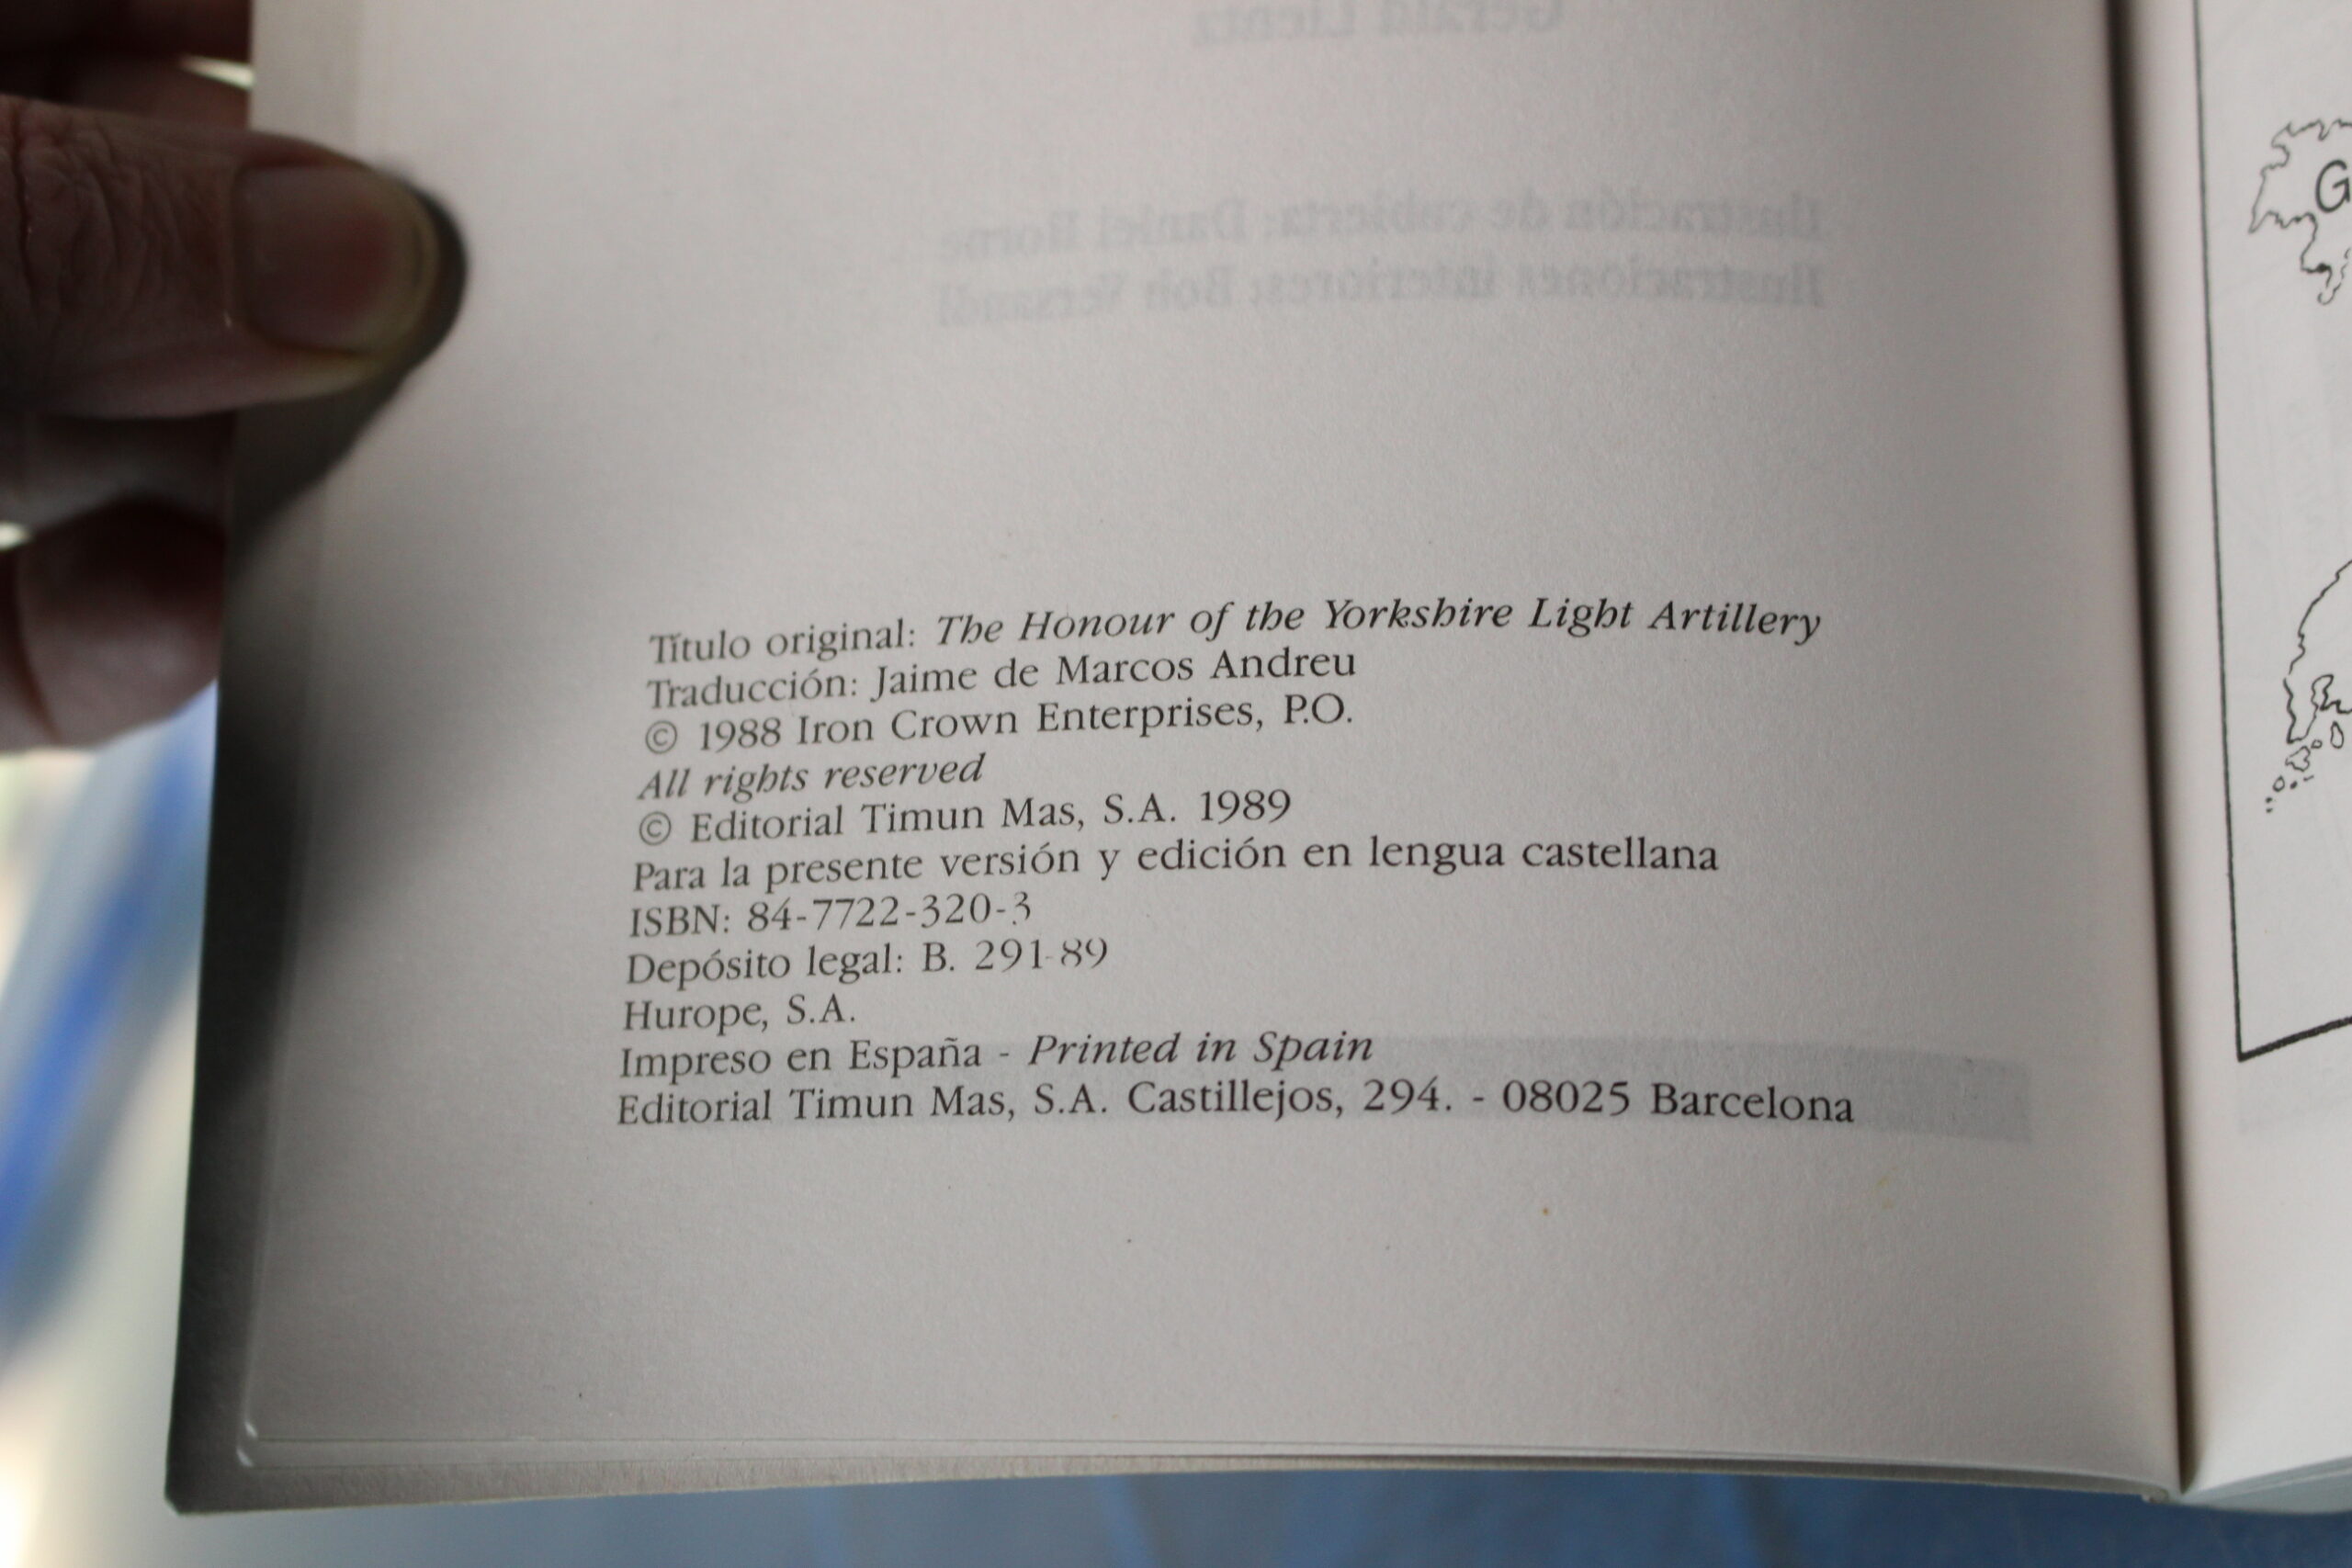 Título original: The Honour of the Yorkshire Light Artillery
Traducción: Jaime de Marcos Andreu
© 1988 Iron Crown Enterprises, P.O.
All rights reserved
© Editorial Timun Mas, S.A. 1989
Para la presente versión y edición en lengua castellana
ISBN: 84-7722-320-3
Depósito legal: B. 291-89
Hurope, S.A.
Impreso en España - Printed in Spain
Editorial Timun Mas, S.A. Castillejos, 294. - 08025 Barcelona
G